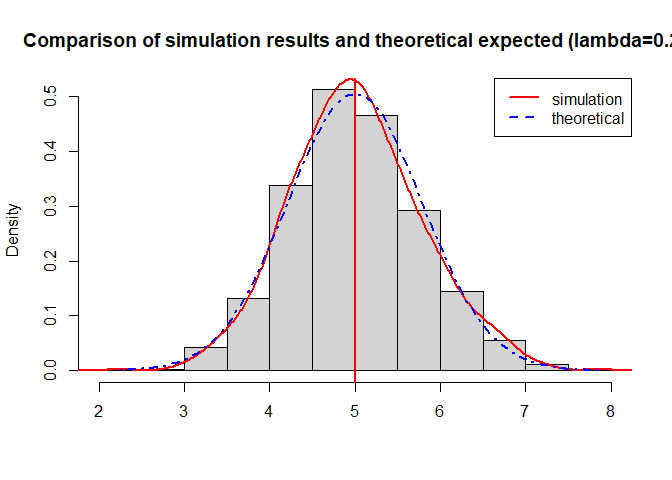 Comparison of simulation results and theoretical expected (lambda=0.2
simulation
theoretical
Density
0.5
0.4
0.3
0.2
0.1
0.0
2 3 4 5 6 7 8